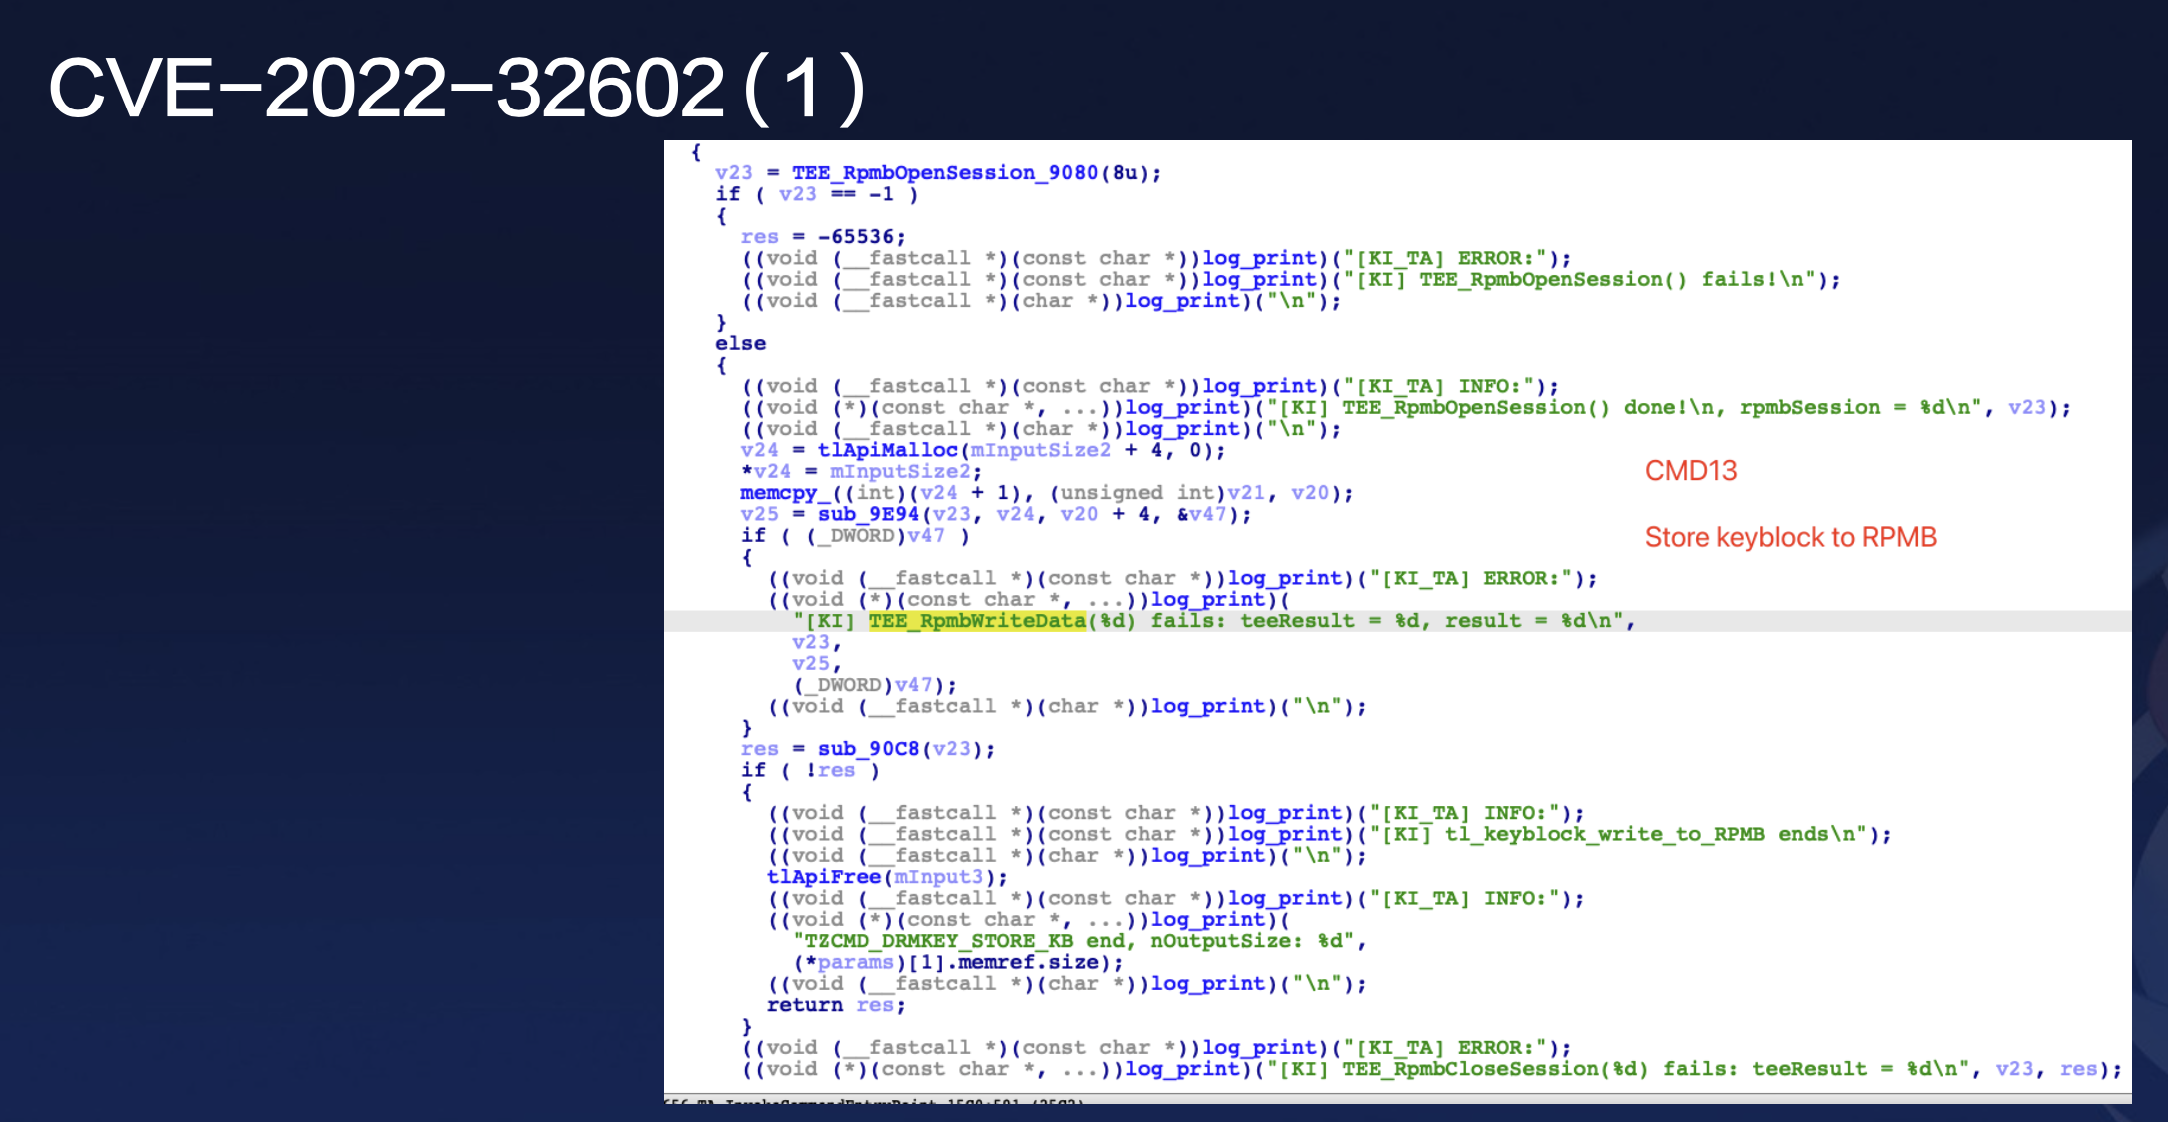 CVE-2022-32602(1)
{
v23 = TEE_RpmbOpenSession_9080(8u);
if ( v23 == -1 )
{
res = -65536;
((void (__fastcall *)(const char *))log_print)("[KI_TA] ERROR:");
((void (__fastcall *)(const char *))log_print)("[KI] TEE_RpmbOpenSession() fails!\n");
((void (__fastcall *)(char *))log_print)("\n");
}
else
{
((void (__fastcall *)(const char *))log_print)("[KI_TA] INFO:");
((void (*)(const char *, ...))log_print)("[KI] TEE_RpmbOpenSession() done!\n, rpmbSession = %d\n", v23);
((void (__fastcall *)(char *))log_print)("\n");
v24 = tlApiMalloc(mInputSize2 + 4, 0);
*v24 = mInputSize2;
memcpy_((int)(v24 + 1), (unsigned int)v21, v20);
v25 = sub_9E94(v23, v24, v20 + 4, &v47);
if ( (_DWORD)v47 )
{
((void (__fastcall *)(const char *))log_print)("[KI_TA] ERROR:");
((void (*)(const char *, ...))log_print)(
"[KI] TEE_RpmbWriteData(%d) fails: teeResult = %d, result = %d\n",
v23,
v25,
(_DWORD)v47);
((void (__fastcall *)(char *))log_print)("\n");
}
res = sub_90C8(v23);
if ( !res )
{
((void (__fastcall *)(const char *))log_print)("[KI_TA] INFO:");
((void (__fastcall *)(const char *))log_print)("[KI] tl_keyblock_write_to_RPMB ends\n");
((void (__fastcall *)(char *))log_print)("\n");
tlApiFree(mInput3);
((void (__fastcall *)(const char *))log_print)("[KI_TA] INFO:");
((void (*)(const char *, ...))log_print)(
"TZCMD_DRMKEY_STORE_KB end, nOutputSize: %d",
(*params)[1].memref.size);
((void (__fastcall *)(char *))log_print)("\n");
return res;
}
((void (__fastcall *)(const char *))log_print)("[KI_TA] ERROR:");
((void (*)(const char *, ...))log_print)("[KI] TEE_RpmbCloseSession(%d) fails: teeResult = %d\n", v23, res);
CMD13
Store keyblock to RPMB